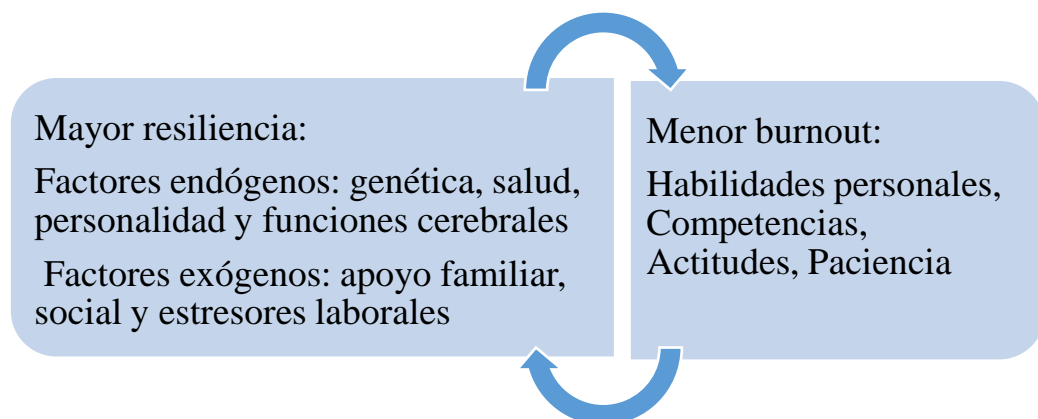 Mayor resiliencia:
Factores endógenos: genética, salud,
personalidad y funciones cerebrales
Factores exógenos: apoyo familiar,
social y estresores laborales
Menor burnout:
Habilidades personales,
Competencias,
Actitudes, Paciencia